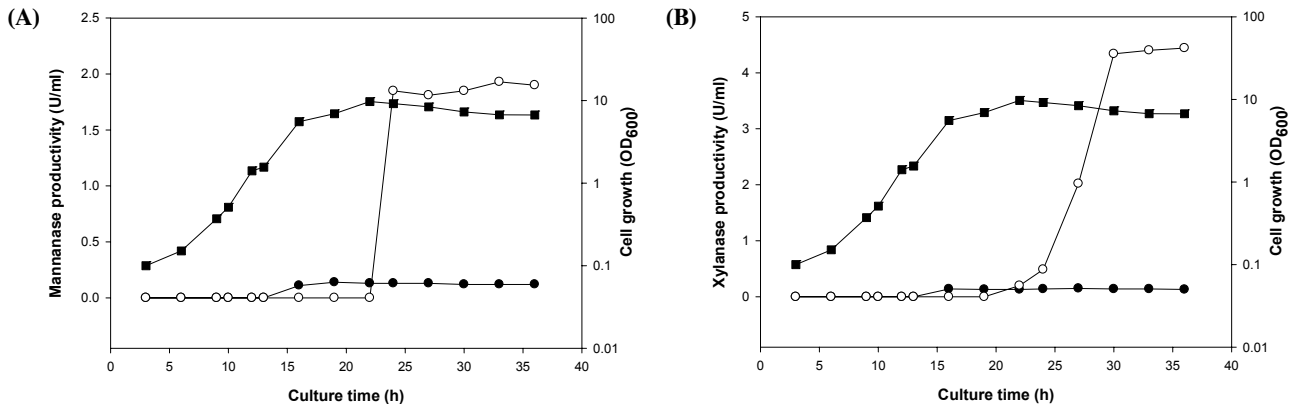 (A)
2.5
2.0
1.5
1.0
0.5
0.0
Mannanase productivity (U/ml)
100
10
1
0.1
0.01
Cell growth (OD600)
0 5 10 15 20 25 30 35 40
Culture time (h)
(B)
5
4
3
2
1
0
Xylanase productivity (U/ml)
100
10
1
0.1
0.01
Cell growth (OD600)
0 5 10 15 20 25 30 35 40
Culture time (h)